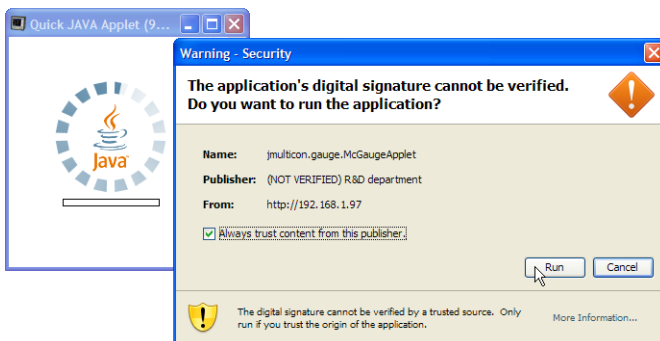 Quick JAVA Applet (9...
Warning - Security
The application's digital signature cannot be verified.
Do you want to run the application?
Java
Name: jmulticon.gauge.McGaugeApplet
Publisher: (NOT VERIFIED) R&D department
From: http://192.168.1.97
Always trust content from this publisher.
Run Cancel
The digital signature cannot be verified by a trusted source. Only
run if you trust the origin of the application.
More Information...